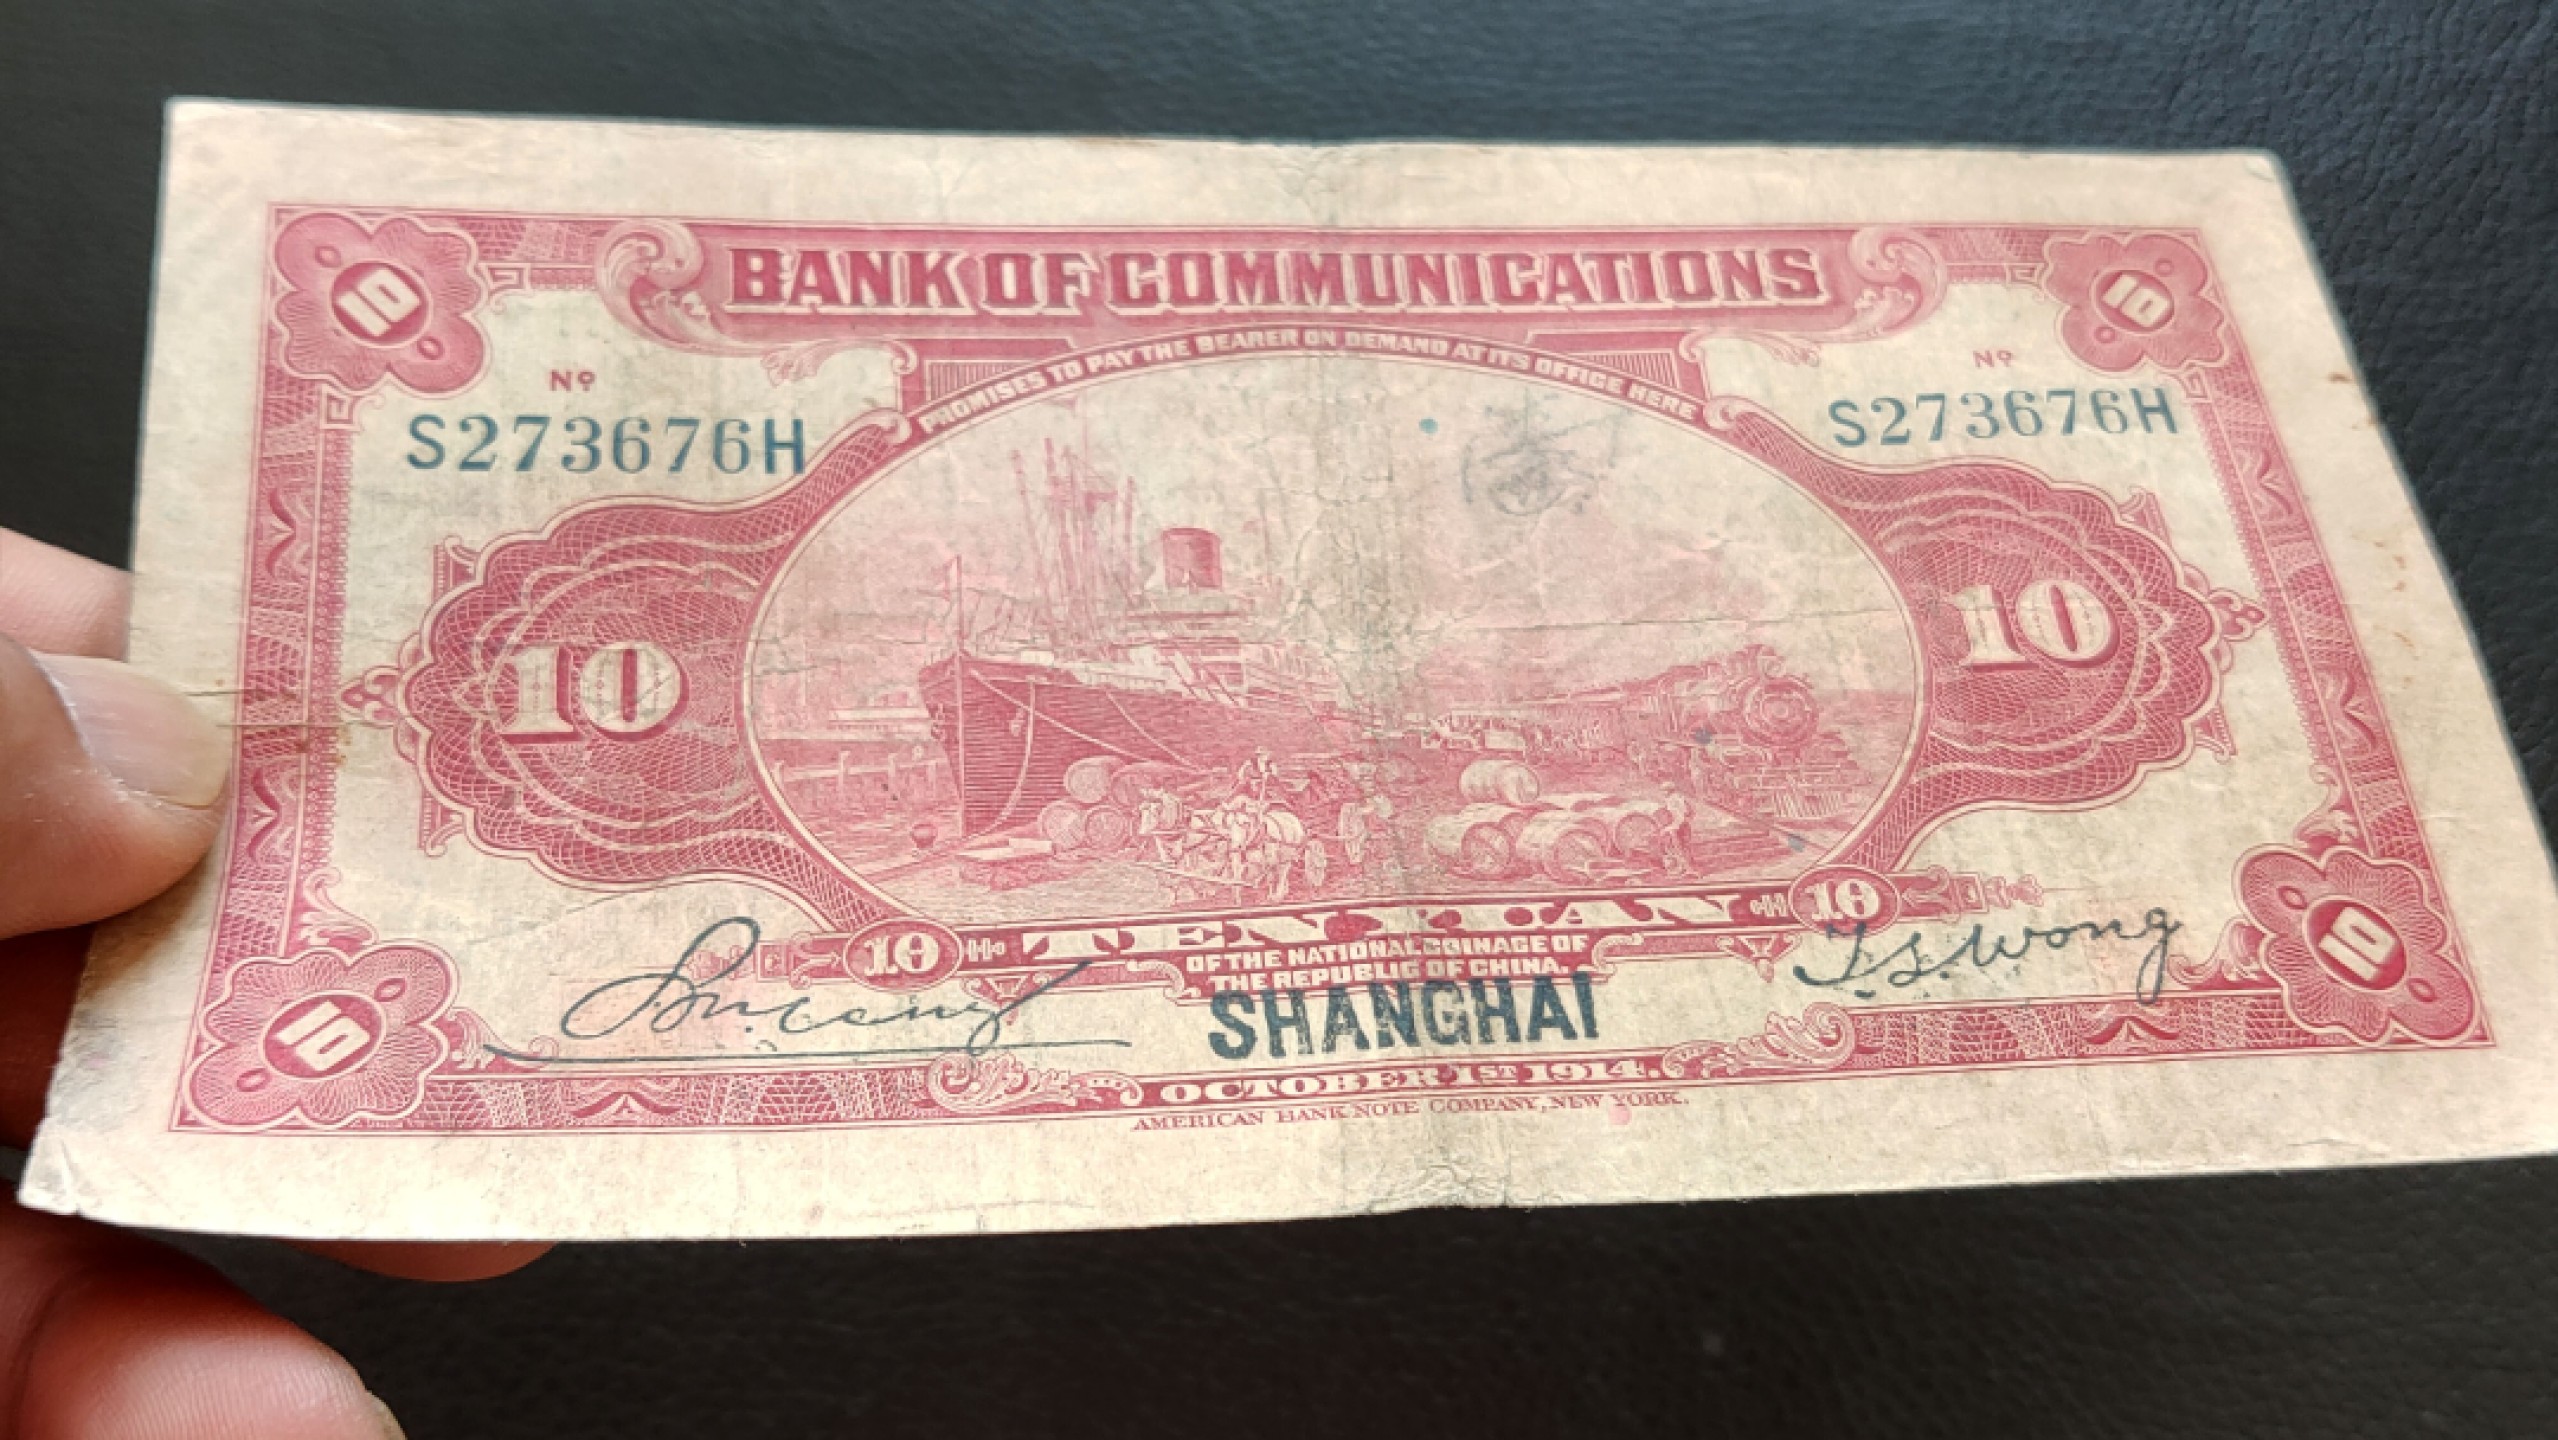 10 BANK OF COMMUNICATIONS 10
PROMISES TO PAY THE BEARER ON DEMAND AT ITS OFFICE HERE
Nº Nº
S273676H S273676H
10 10
10 TEN YUAN 10
OF THE NATIONAL COINAGE OF
THE REPUBLIC OF CHINA.
T.S. Wong
SHANGHAI
10 10
OCTOBER 1ST 1914.
AMERICAN BANK NOTE COMPANY, NEW YORK.